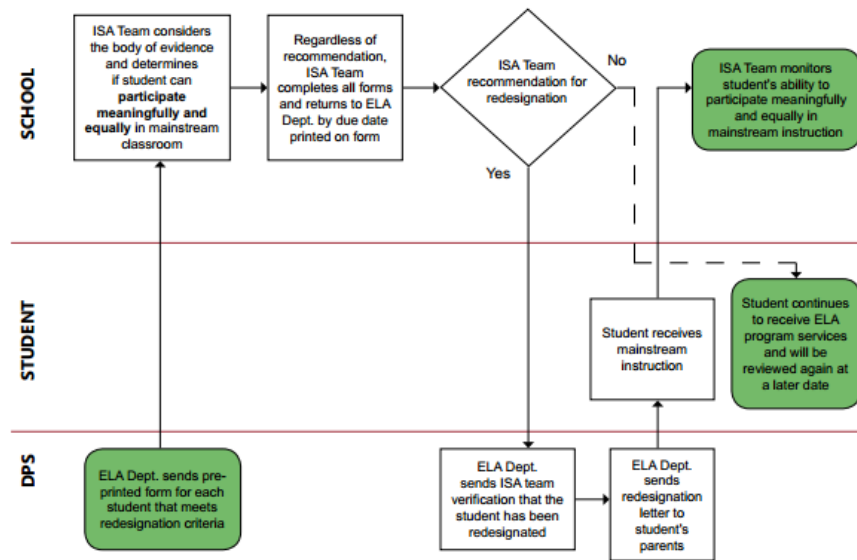 SCHOOL
ISA Team considers
the body of evidence
and determines
if student can
participate
meaningfully and
equally in mainstream
classroom
Regardless of
recommendation,
ISA Team
completes all forms
and returns to ELA
Dept. by due date
printed on form
ISA Team
recommendation for
redesignation
No
Yes
ISA Team monitors
student's ability to
participate meaningfully
and equally in
mainstream instruction
STUDENT
Student receives
mainstream
instruction
Student continues
to receive ELA
program services
and will be
reviewed again at
a later date
DPS
ELA Dept. sends pre-
printed form for each
student that meets
redesignation criteria
ELA Dept.
sends ISA team
verification that the
student has been
redesignated
ELA Dept.
sends
redesignation
letter to
student's
parents